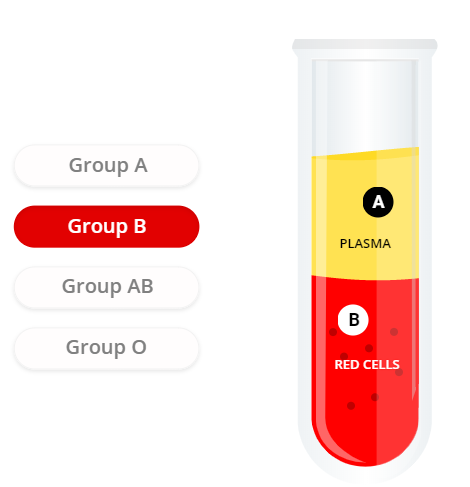 Group A
Group B
Group AB
Group O
A
PLASMA
B
RED CELLS